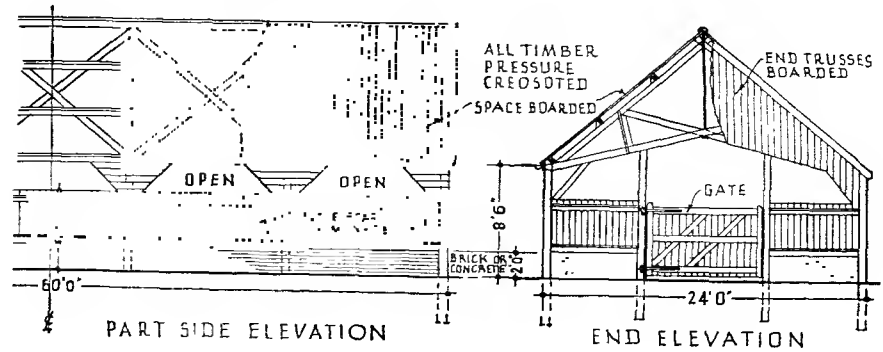 ALL TIMBER
PRESSURE
CREOSOTED
SPACE BOARDED
END TRUSSES
BOARDED
OPEN
OPEN
GATE
8'6"
BRICK OR
CONCRETE
2'0"
60'0"
24'0"
PART SIDE ELEVATION
END ELEVATION